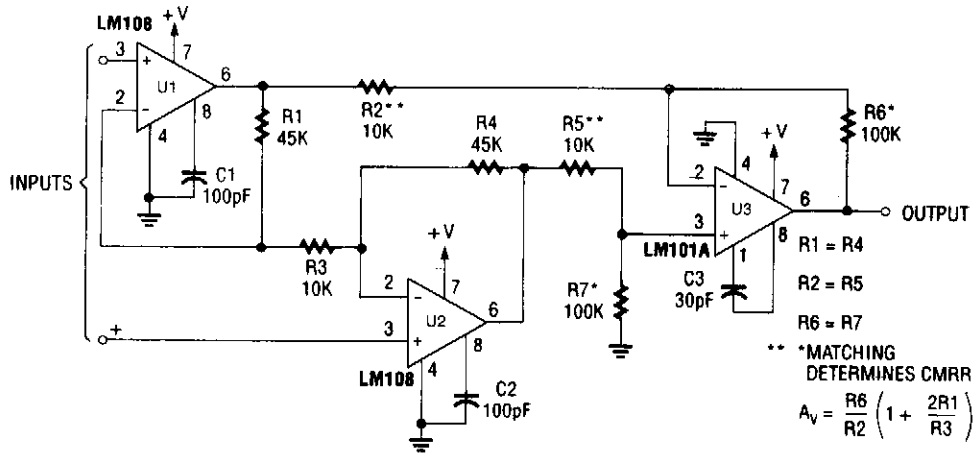 LM108
+V
3
+
7
U1
6
2
−
8
4
C1
100pF
INPUTS
R1
45K
R2**
10K
R4
45K
R5**
10K
R6*
100K
+V
4
2
−
7
U3
6
OUTPUT
3
+
8
LM101A
1
C3
30pF
R3
10K
+V
2
−
7
U2
6
+
3
+
8
LM108
4
C2
100pF
R7*
100K
R1 = R4
R2 = R5
R6 = R7
** *MATCHING
DETERMINES CMRR
AV = R6/R2 (1 + 2R1/R3)